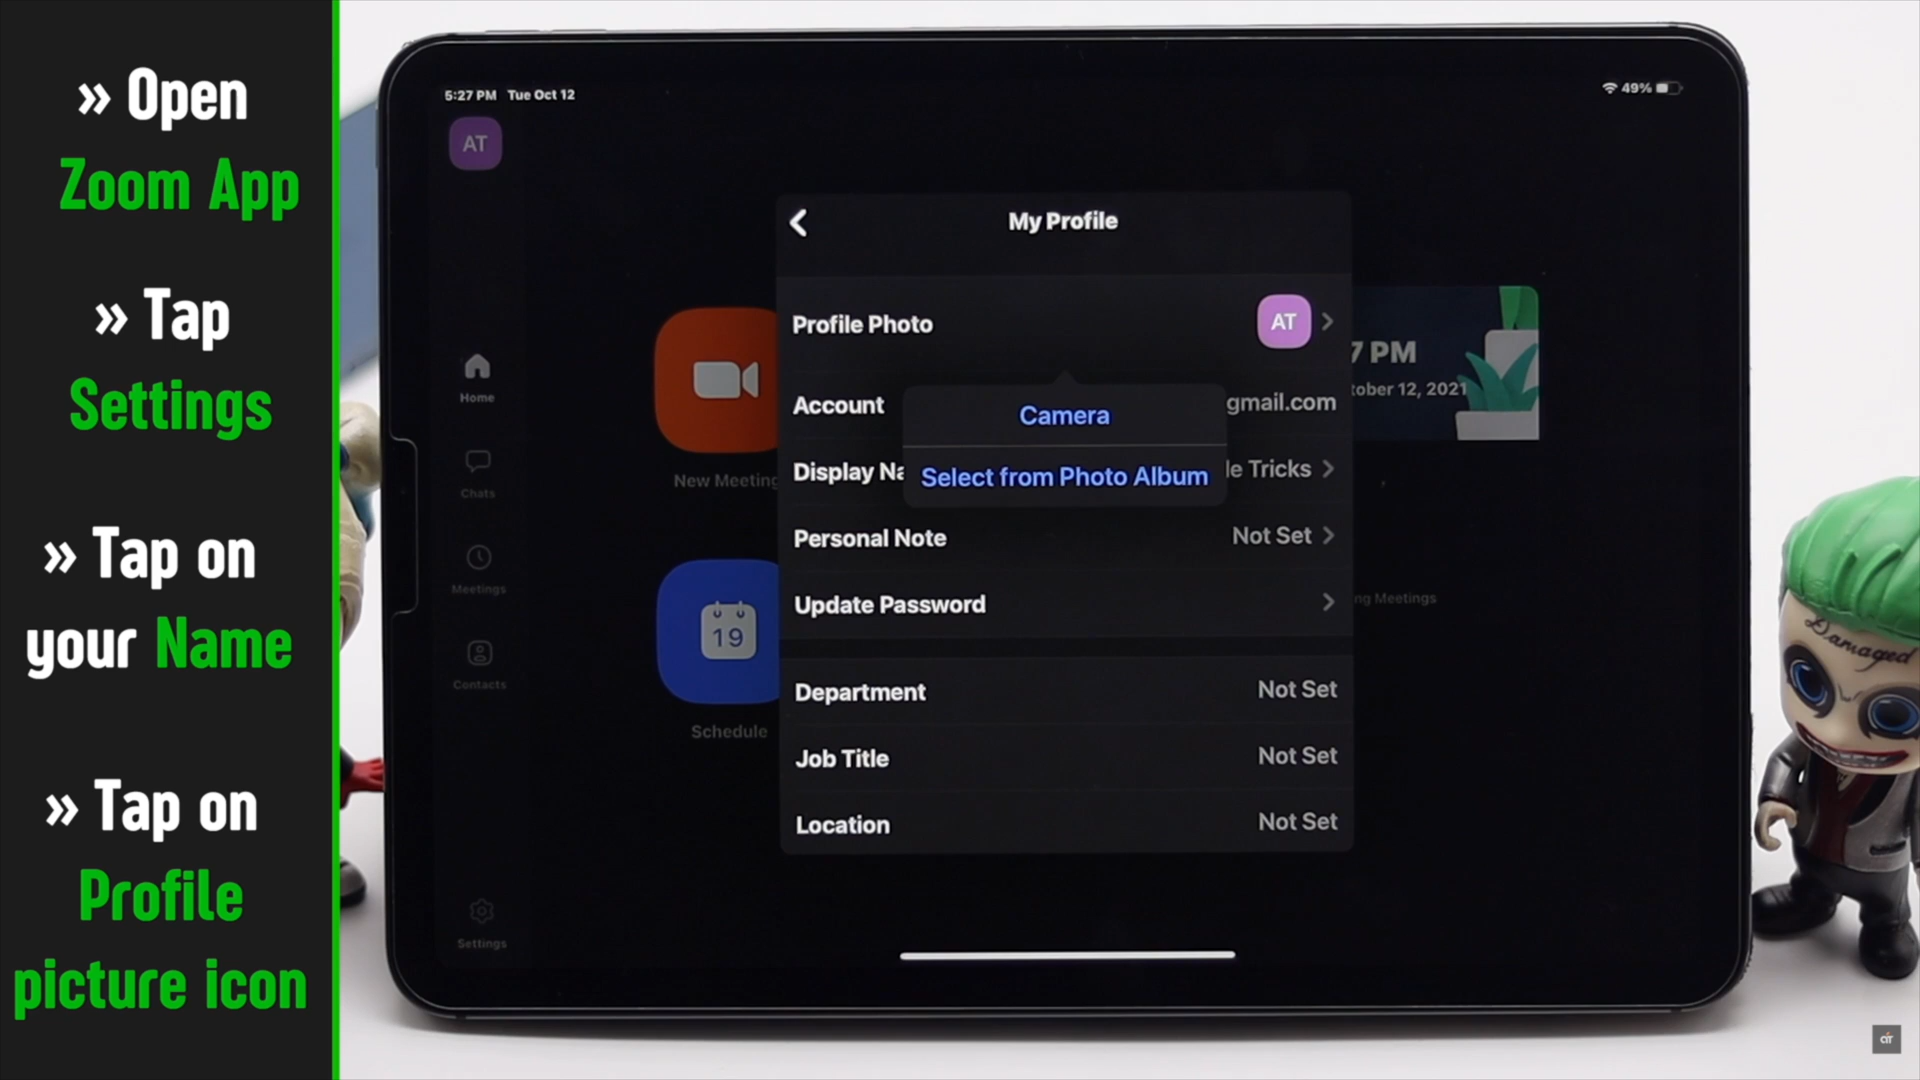 » Open
Zoom App
» Tap
Settings
» Tap on
your Name
» Tap on
Profile
picture icon
5:27 PM Tue Oct 12
49%
AT
Home
Chats
Meetings
Contacts
Settings
New Meeting
19
Schedule
My Profile
Profile Photo AT
Account gmail.com
Camera
Display Na le Tricks
Select from Photo Album
Personal Note Not Set
Update Password
Department Not Set
Job Title Not Set
Location Not Set
7 PM
tober 12, 2021
ng Meetings
Damaged
aT